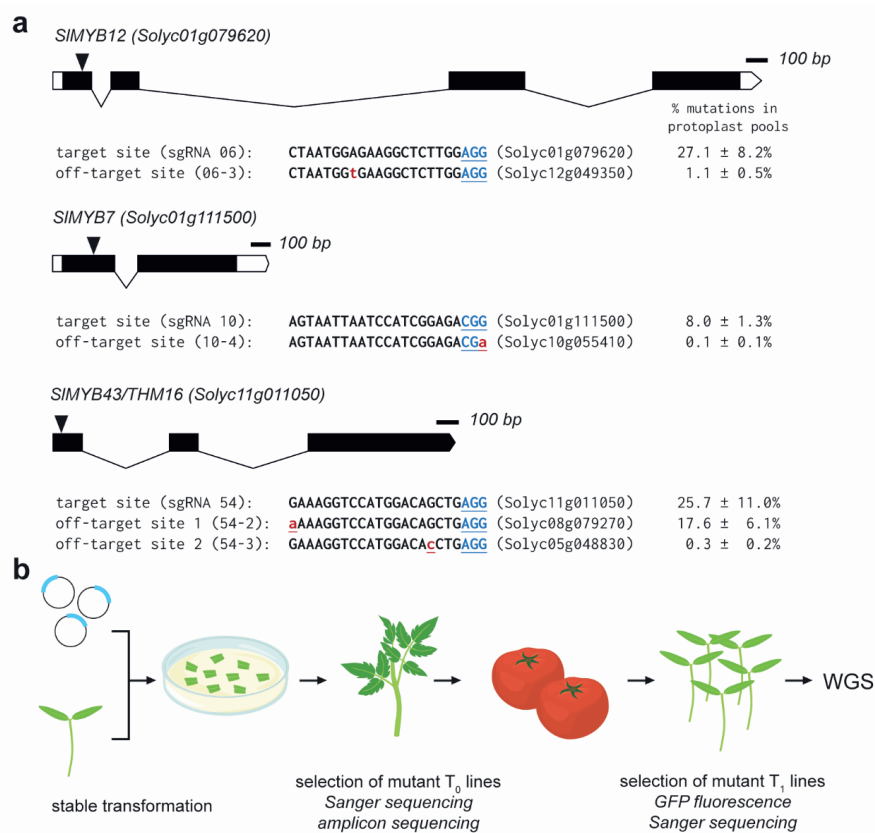 a
SlMYB12 (Solyc01g079620)
100 bp
% mutations in
protoplast pools
target site (sgRNA 06): CTAATGGAGAAGGCTCTTGGAGG (Solyc01g079620) 27.1 ± 8.2%
off-target site (06-3): CTAATGGtGAAGGCTCTTGGAGG (Solyc12g049350) 1.1 ± 0.5%
SlMYB7 (Solyc01g111500)
100 bp
target site (sgRNA 10): AGTAATTAATCCATCGGAGACGG (Solyc01g111500) 8.0 ± 1.3%
off-target site (10-4): AGTAATTAATCCATCGGAGACGa (Solyc10g055410) 0.1 ± 0.1%
SlMYB43/THM16 (Solyc11g011050)
100 bp
target site (sgRNA 54): GAAAGGTCCATGGACAGCTGAGG (Solyc11g011050) 25.7 ± 11.0%
off-target site 1 (54-2): aAAAGGTCCATGGACAGCTGAGG (Solyc08g079270) 17.6 ± 6.1%
off-target site 2 (54-3): GAAAGGTCCATGGACAcCTGAGG (Solyc05g048830) 0.3 ± 0.2%
b
WGS
stable transformation
selection of mutant T0 lines
Sanger sequencing
amplicon sequencing
selection of mutant T1 lines
GFP fluorescence
Sanger sequencing